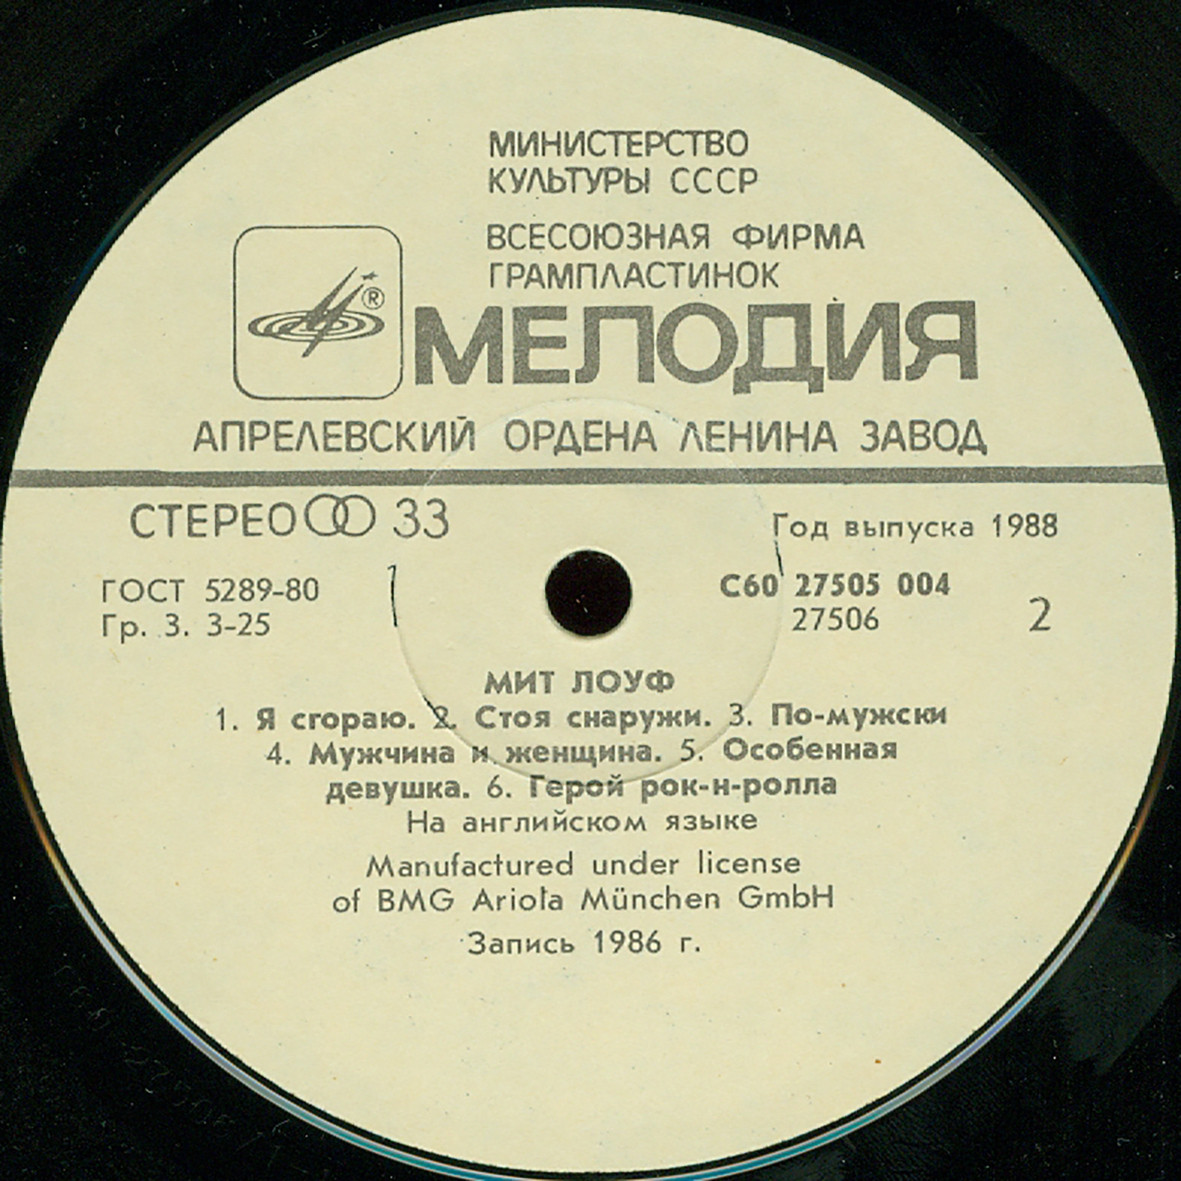 МИНИСТЕРСТВО
КУЛЬТУРЫ СССР
ВСЕСОЮЗНАЯ ФИРМА
ГРАМПЛАСТИНОК
®
МЕЛОДИЯ
АПРЕЛЕВСКИЙ ОРДЕНА ЛЕНИНА ЗАВОД
СТЕРЕО 33
Год выпуска 1988
ГОСТ 5289-80
Гр. 3. 3-25
С60 27505 004
27506
2
МИТ ЛОУФ
1. Я сгораю. 2. Стоя снаружи. 3. По-мужски
4. Мужчина и женщина. 5. Особенная
девушка. 6. Герой рок-н-ролла
На английском языке
Manufactured under license
of BMG Ariola München GmbH
Запись 1986 г.